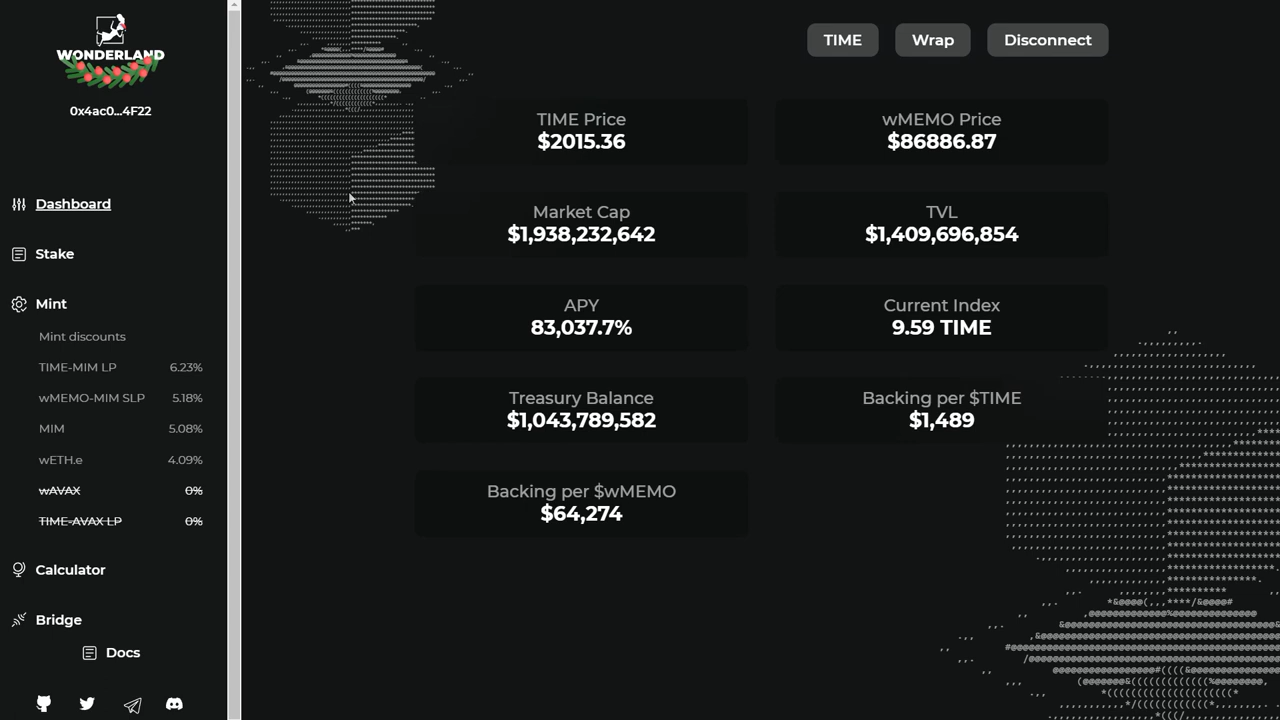 WONDERLAND
0x4ac0...4F22
Dashboard
Stake
Mint
Mint discounts
TIME-MIM LP 6.23%
wMEMO-MIM SLP 5.18%
MIM 5.08%
wETH.e 4.09%
wAVAX 0%
TIME-AVAX LP 0%
Calculator
Bridge
Docs
TIME
Wrap
Disconnect
TIME Price
$2015.36
wMEMO Price
$86886.87
Market Cap
$1,938,232,642
TVL
$1,409,696,854
APY
83,037.7%
Current Index
9.59 TIME
Treasury Balance
$1,043,789,582
Backing per $TIME
$1,489
Backing per $wMEMO
$64,274